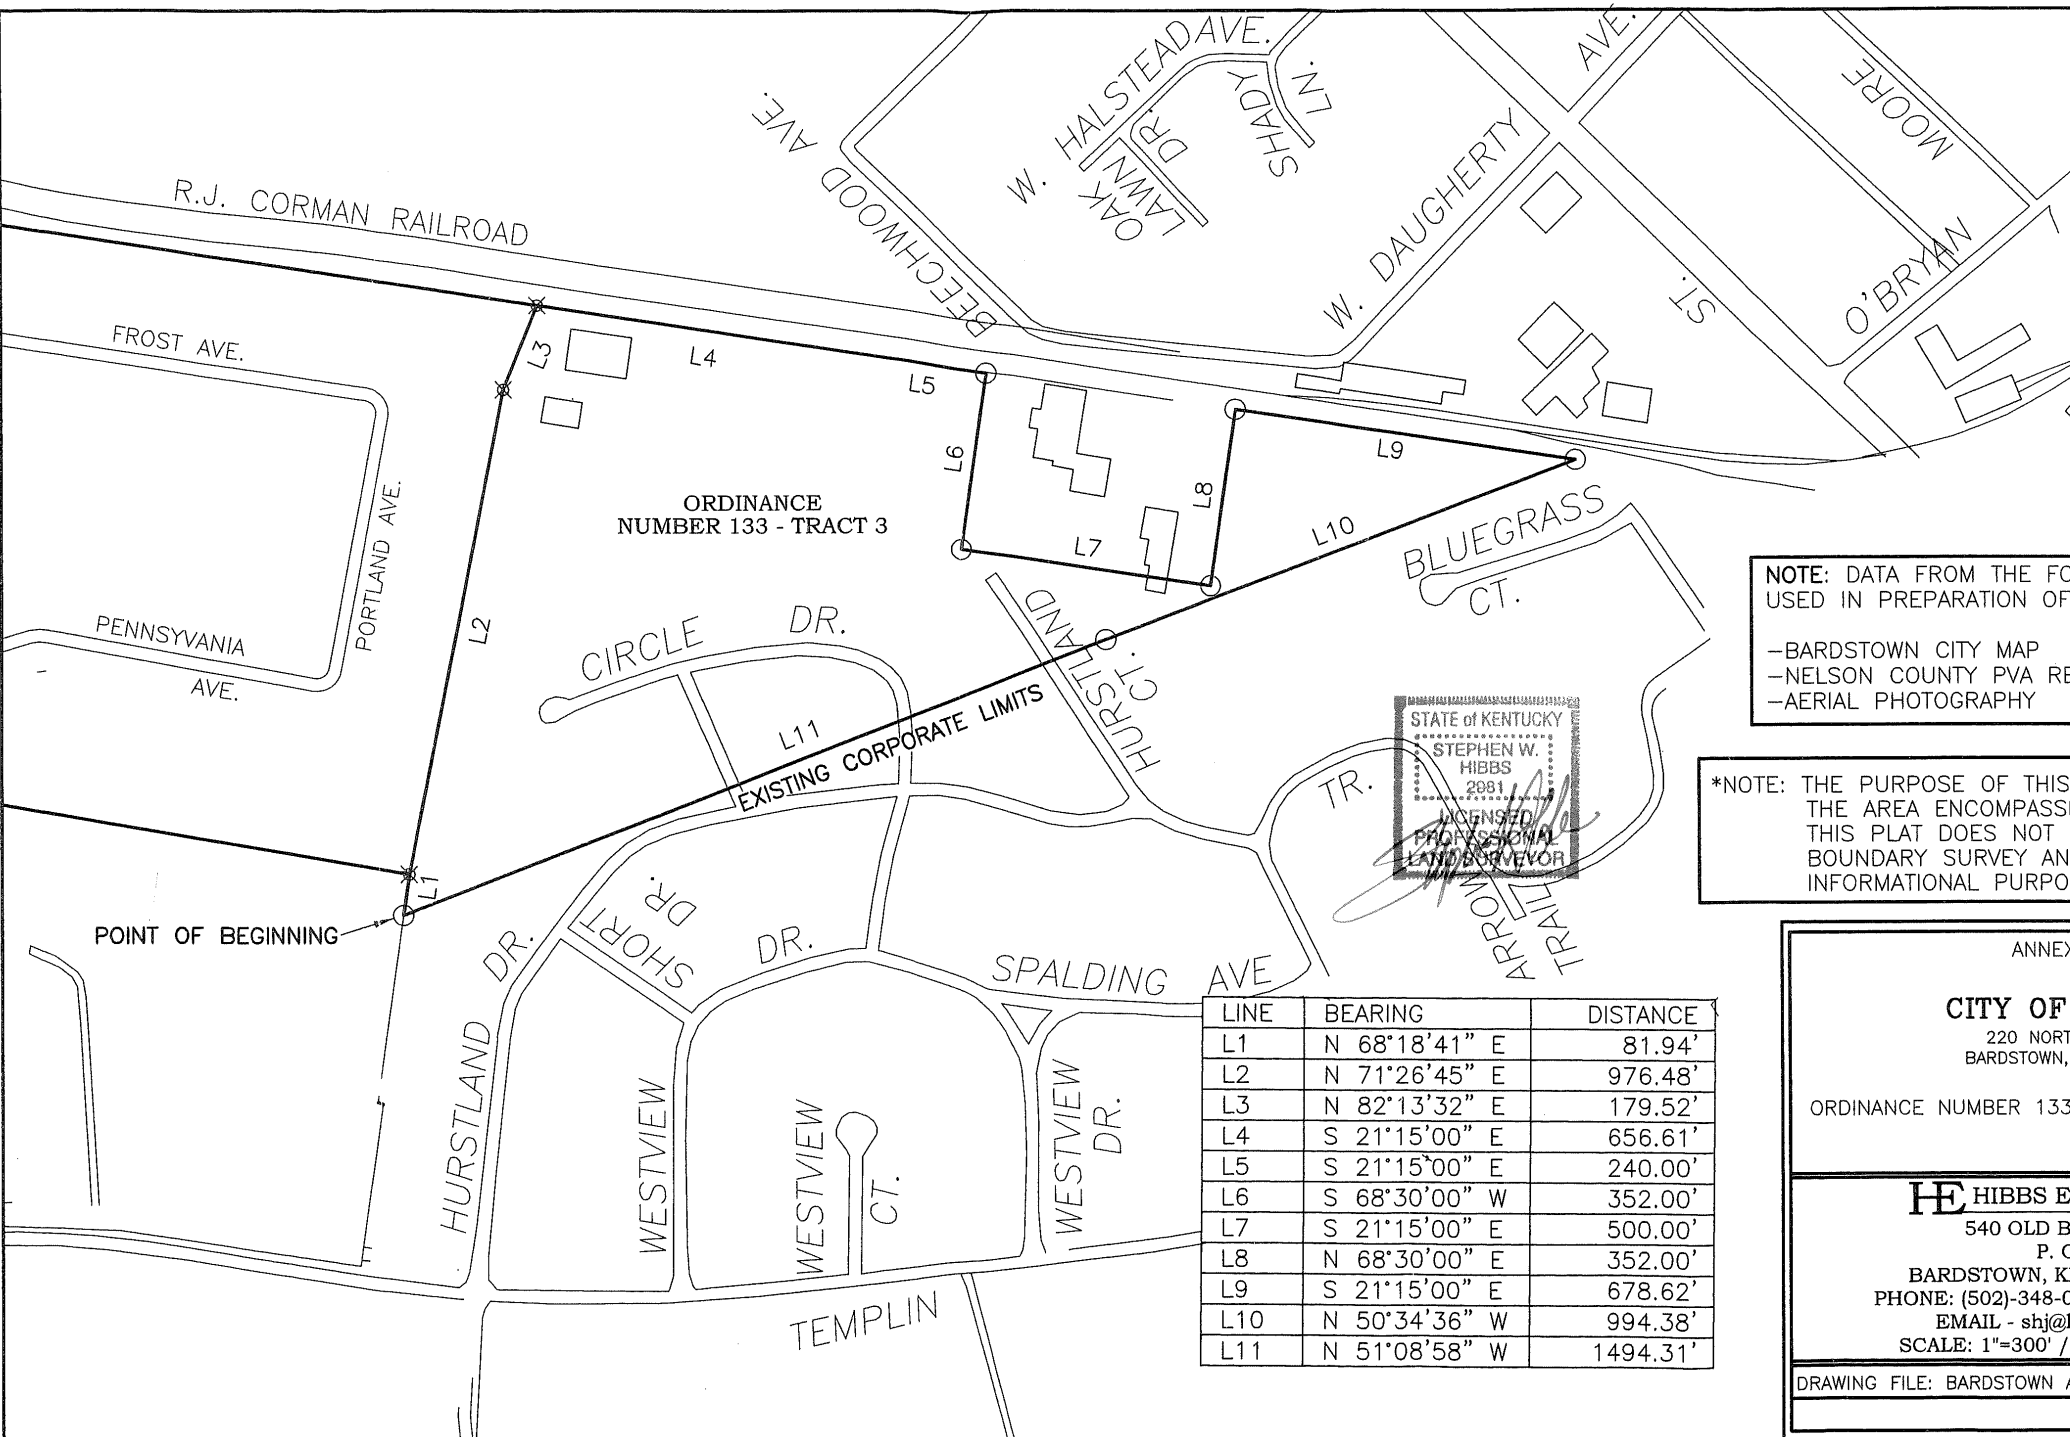 W. HALSTEAD AVE.
SHADY LN.
OAK LAWN DR.
BEECHWOOD AVE.
AVE.
MOORE
W. DAUGHERTY
ST.
O'BRYAN
R.J. CORMAN RAILROAD
FROST AVE.
L3
L4
L5
L6
L7
L8
L9
L10
ORDINANCE
NUMBER 133 - TRACT 3
PORTLAND AVE.
PENNSYVANIA
AVE.
L2
CIRCLE DR.
HURSTLAND CT.
BLUEGRASS
CT.
L11
EXISTING CORPORATE LIMITS
L1
POINT OF BEGINNING
TR.
STATE of KENTUCKY
STEPHEN W.
HIBBS
2981
LICENSED
PROFESSIONAL
LAND SURVEYOR
ARROW
TRAIL
HURSTLAND DR.
SHORT
DR.
DR.
SPALDING AVE
WESTVIEW
WESTVIEW
CT.
WESTVIEW
DR.
TEMPLIN
NOTE: DATA FROM THE FO
USED IN PREPARATION OF
-BARDSTOWN CITY MAP
-NELSON COUNTY PVA RE
-AERIAL PHOTOGRAPHY
*NOTE: THE PURPOSE OF THIS
THE AREA ENCOMPASS
THIS PLAT DOES NOT
BOUNDARY SURVEY AN
INFORMATIONAL PURPO
LINE BEARING DISTANCE
L1 N 68°18'41" E 81.94'
L2 N 71°26'45" E 976.48'
L3 N 82°13'32" E 179.52'
L4 S 21°15'00" E 656.61'
L5 S 21°15'00" E 240.00'
L6 S 68°30'00" W 352.00'
L7 S 21°15'00" E 500.00'
L8 N 68°30'00" E 352.00'
L9 S 21°15'00" E 678.62'
L10 N 50°34'36" W 994.38'
L11 N 51°08'58" W 1494.31'
ANNEX
CITY OF
220 NORT
BARDSTOWN,
ORDINANCE NUMBER 133
HE HIBBS E
540 OLD B
P. O
BARDSTOWN, K
PHONE: (502)-348-0
EMAIL - shj@
SCALE: 1"=300' /
DRAWING FILE: BARDSTOWN A